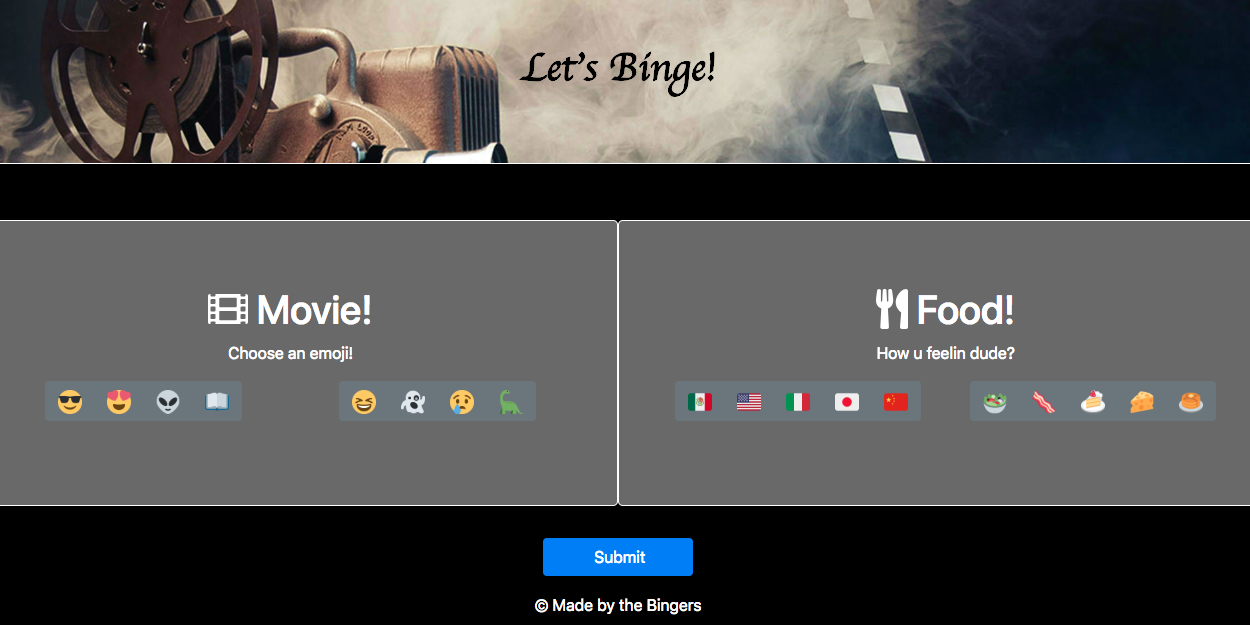 Let's Binge!
Movie!
Choose an emoji!
Food!
How u feelin dude?
Submit
© Made by the Bingers